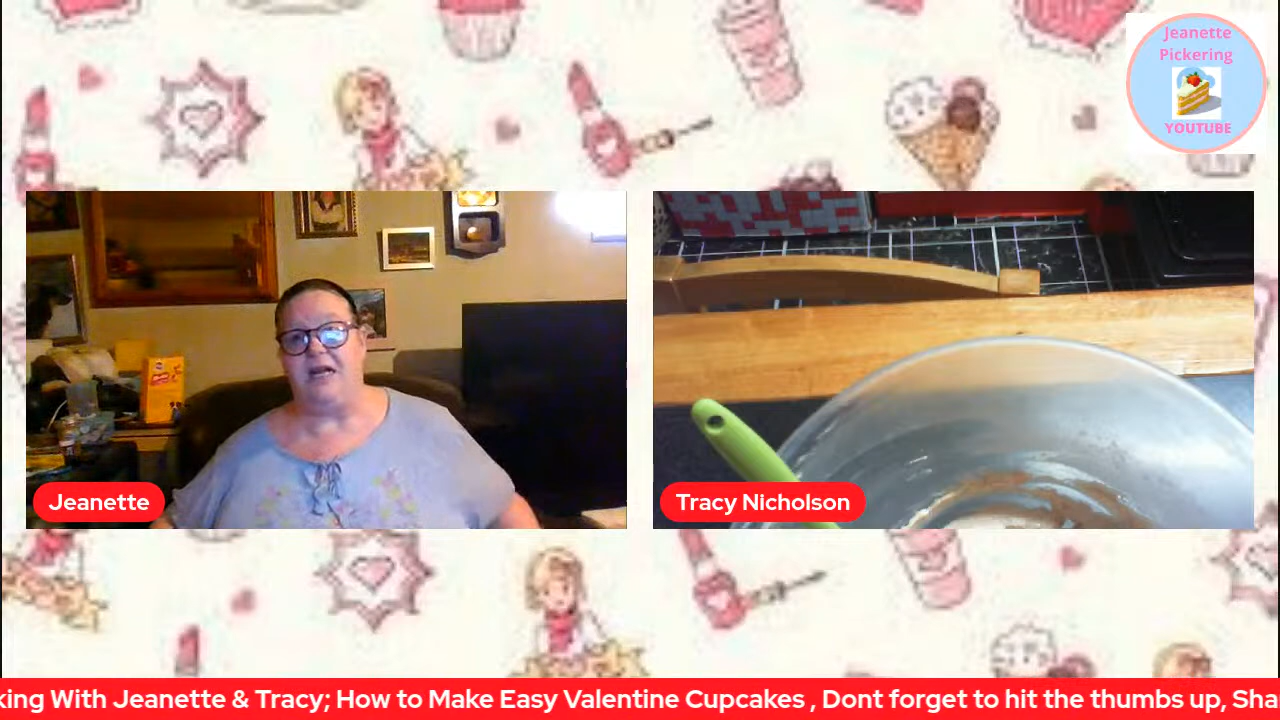 Jeanette
Pickering
YOUTUBE
Jeanette
Tracy Nicholson
king With Jeanette & Tracy; How to Make Easy Valentine Cupcakes , Dont forget to hit the thumbs up, Sha